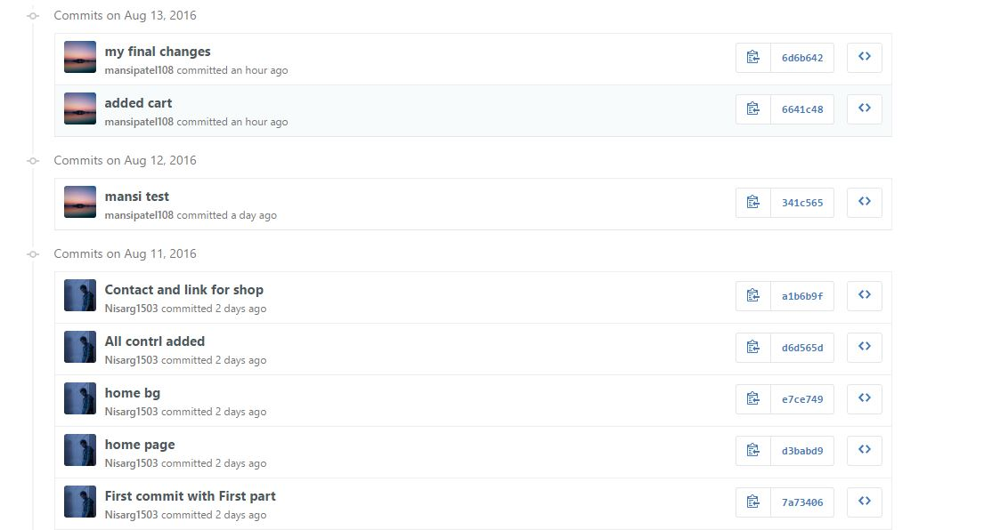 Commits on Aug 13, 2016
my final changes
mansipatel108 committed an hour ago
6d6b642
added cart
mansipatel108 committed an hour ago
6641c48
Commits on Aug 12, 2016
mansi test
mansipatel108 committed a day ago
341c565
Commits on Aug 11, 2016
Contact and link for shop
Nisarg1503 committed 2 days ago
a1b6b9f
All contrl added
Nisarg1503 committed 2 days ago
d6d565d
home bg
Nisarg1503 committed 2 days ago
e7ce749
home page
Nisarg1503 committed 2 days ago
d3babd9
First commit with First part
Nisarg1503 committed 2 days ago
7a73406